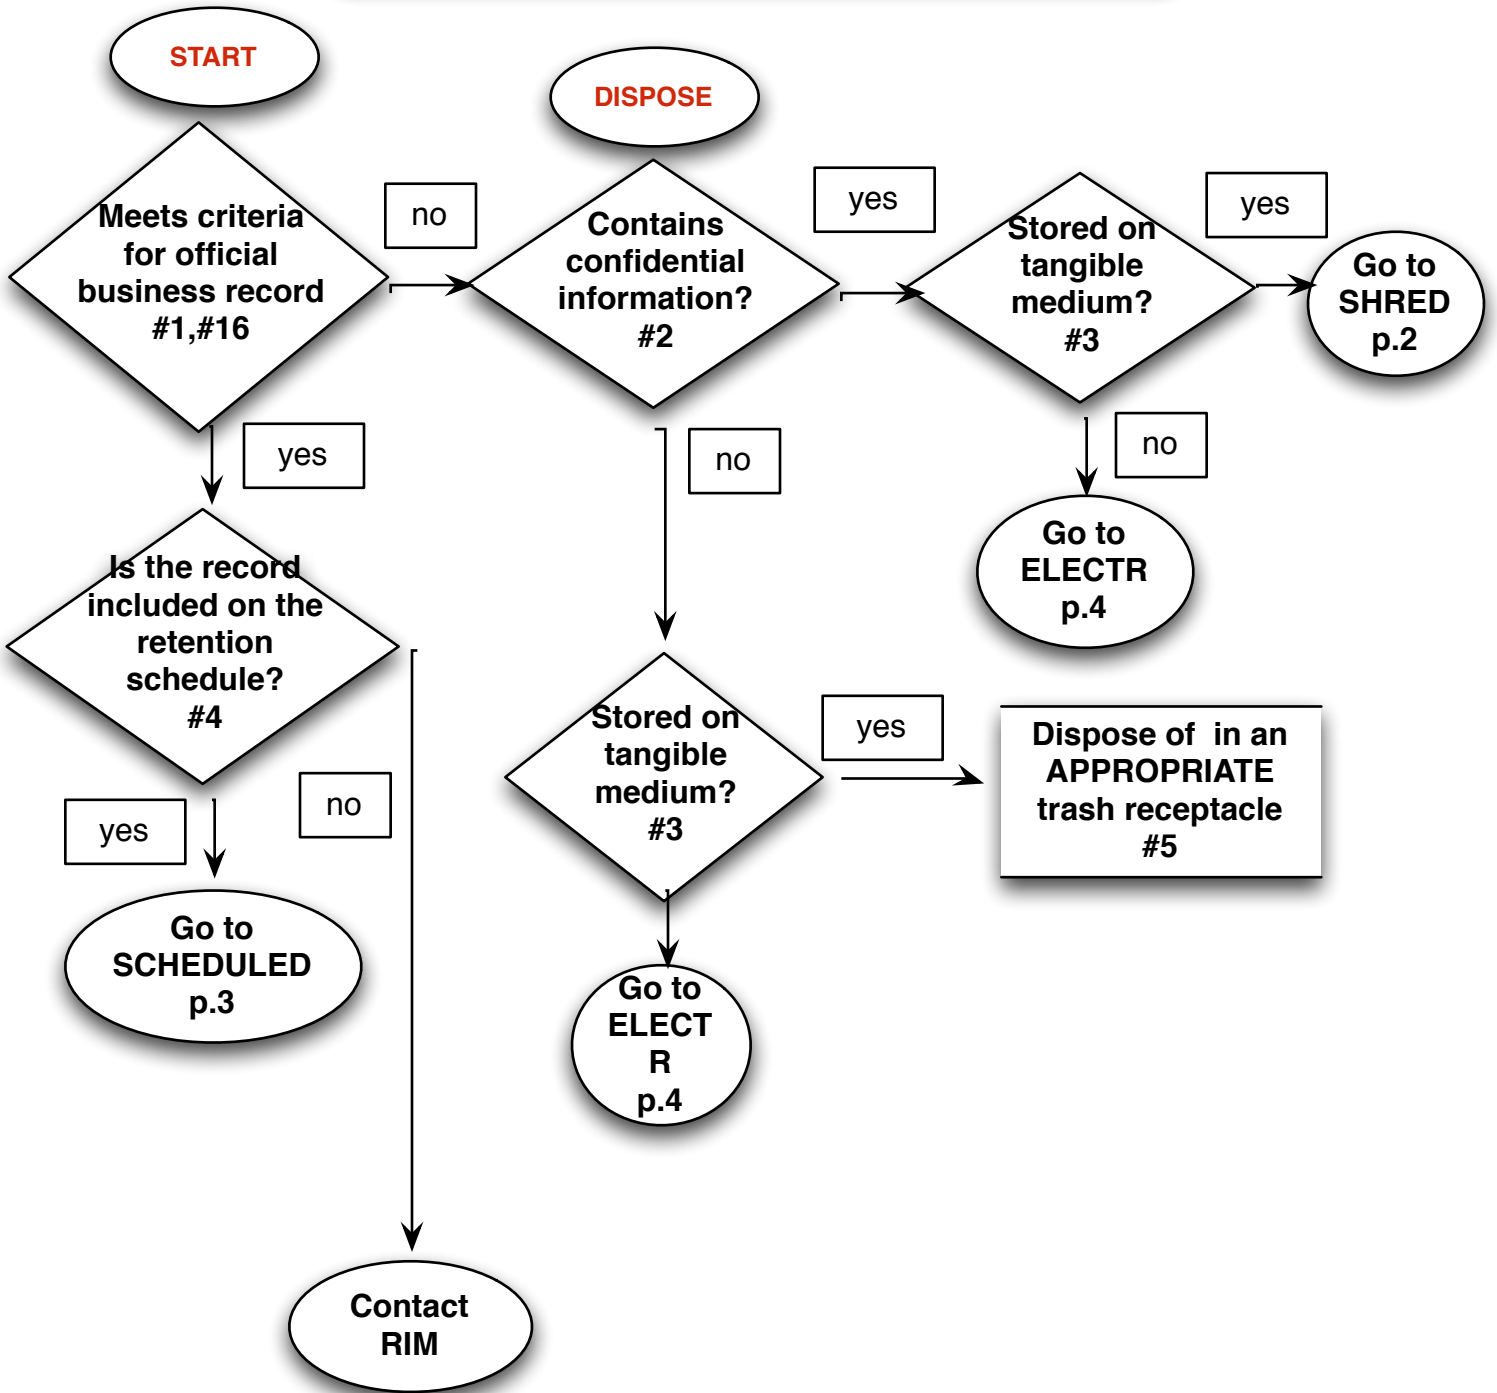 START
DISPOSE
Meets criteria
for official
business record
#1,#16
no
Contains
confidential
information?
#2
yes
Stored on
tangible
medium?
#3
yes
Go to
SHRED
p.2
yes
no
no
Go to
ELECTR
p.4
Is the record
included on the
retention
schedule?
#4
Stored on
tangible
medium?
#3
yes
Dispose of  in an
APPROPRIATE
trash receptacle
#5
yes
no
Go to
SCHEDULED
p.3
Go to
ELECT
R
p.4
Contact
RIM